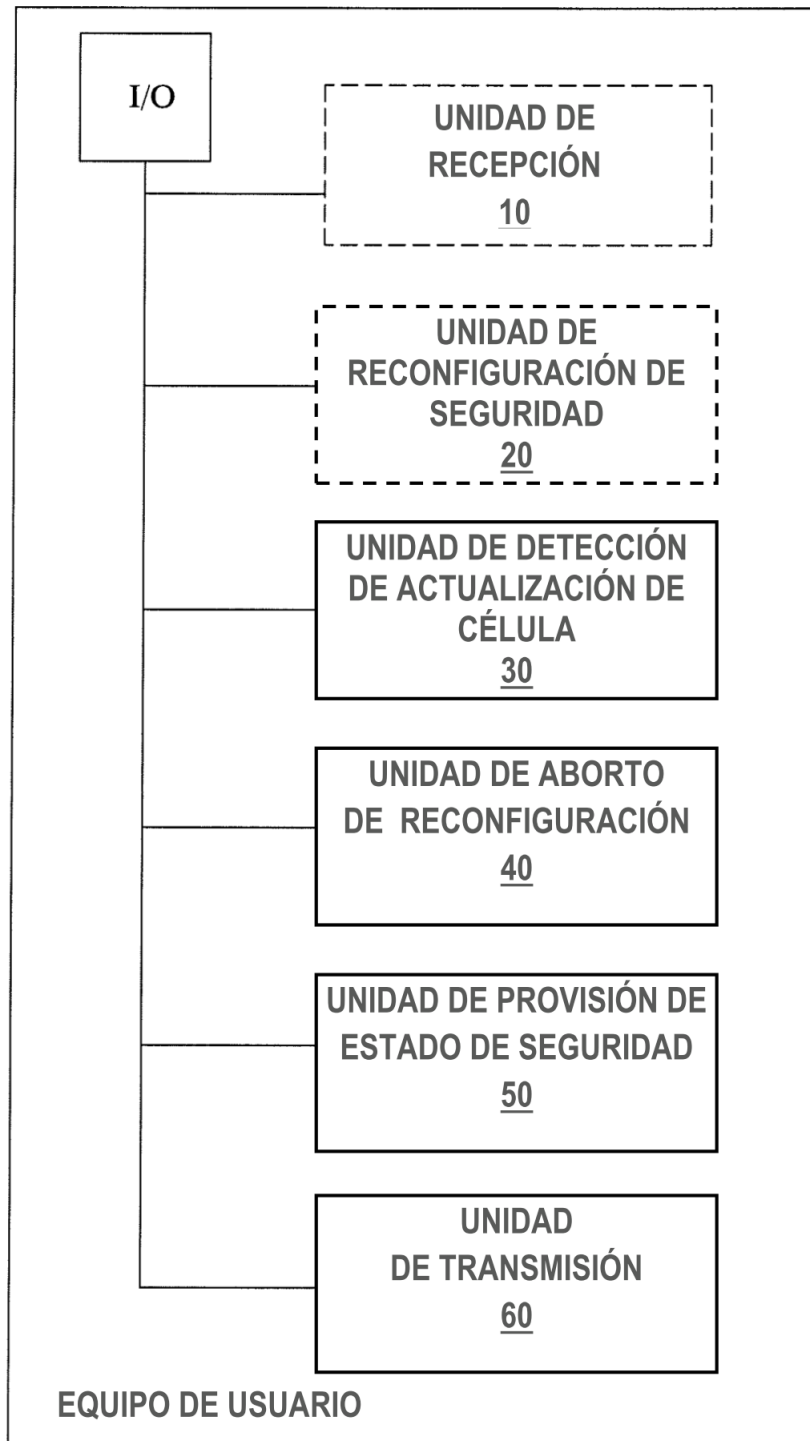 I/O
UNIDAD DE
RECEPCIÓN
10
UNIDAD DE
RECONFIGURACIÓN DE
SEGURIDAD
20
UNIDAD DE DETECCIÓN
DE ACTUALIZACIÓN DE
CÉLULA
30
UNIDAD DE ABORTO
DE RECONFIGURACIÓN
40
UNIDAD DE PROVISIÓN DE
ESTADO DE SEGURIDAD
50
UNIDAD
DE TRANSMISIÓN
60
EQUIPO DE USUARIO